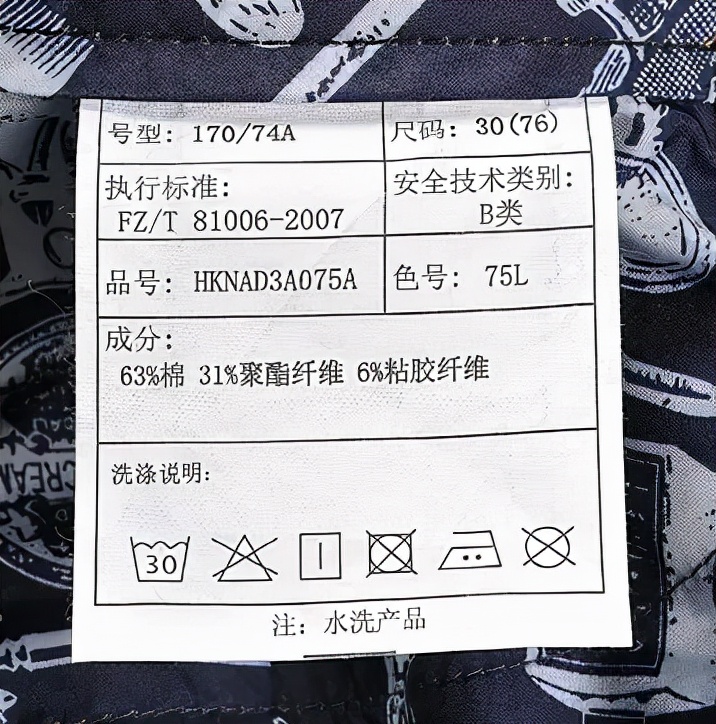 号型: 170/74A
尺码: 30(76)
执行标准:
FZ/T 81006-2007
安全技术类别:
B类
品号: HKNAD3A075A
色号: 75L
成分:
63%棉 31%聚酯纤维 6%粘胶纤维
洗涤说明:
30
注: 水洗产品
CREAM